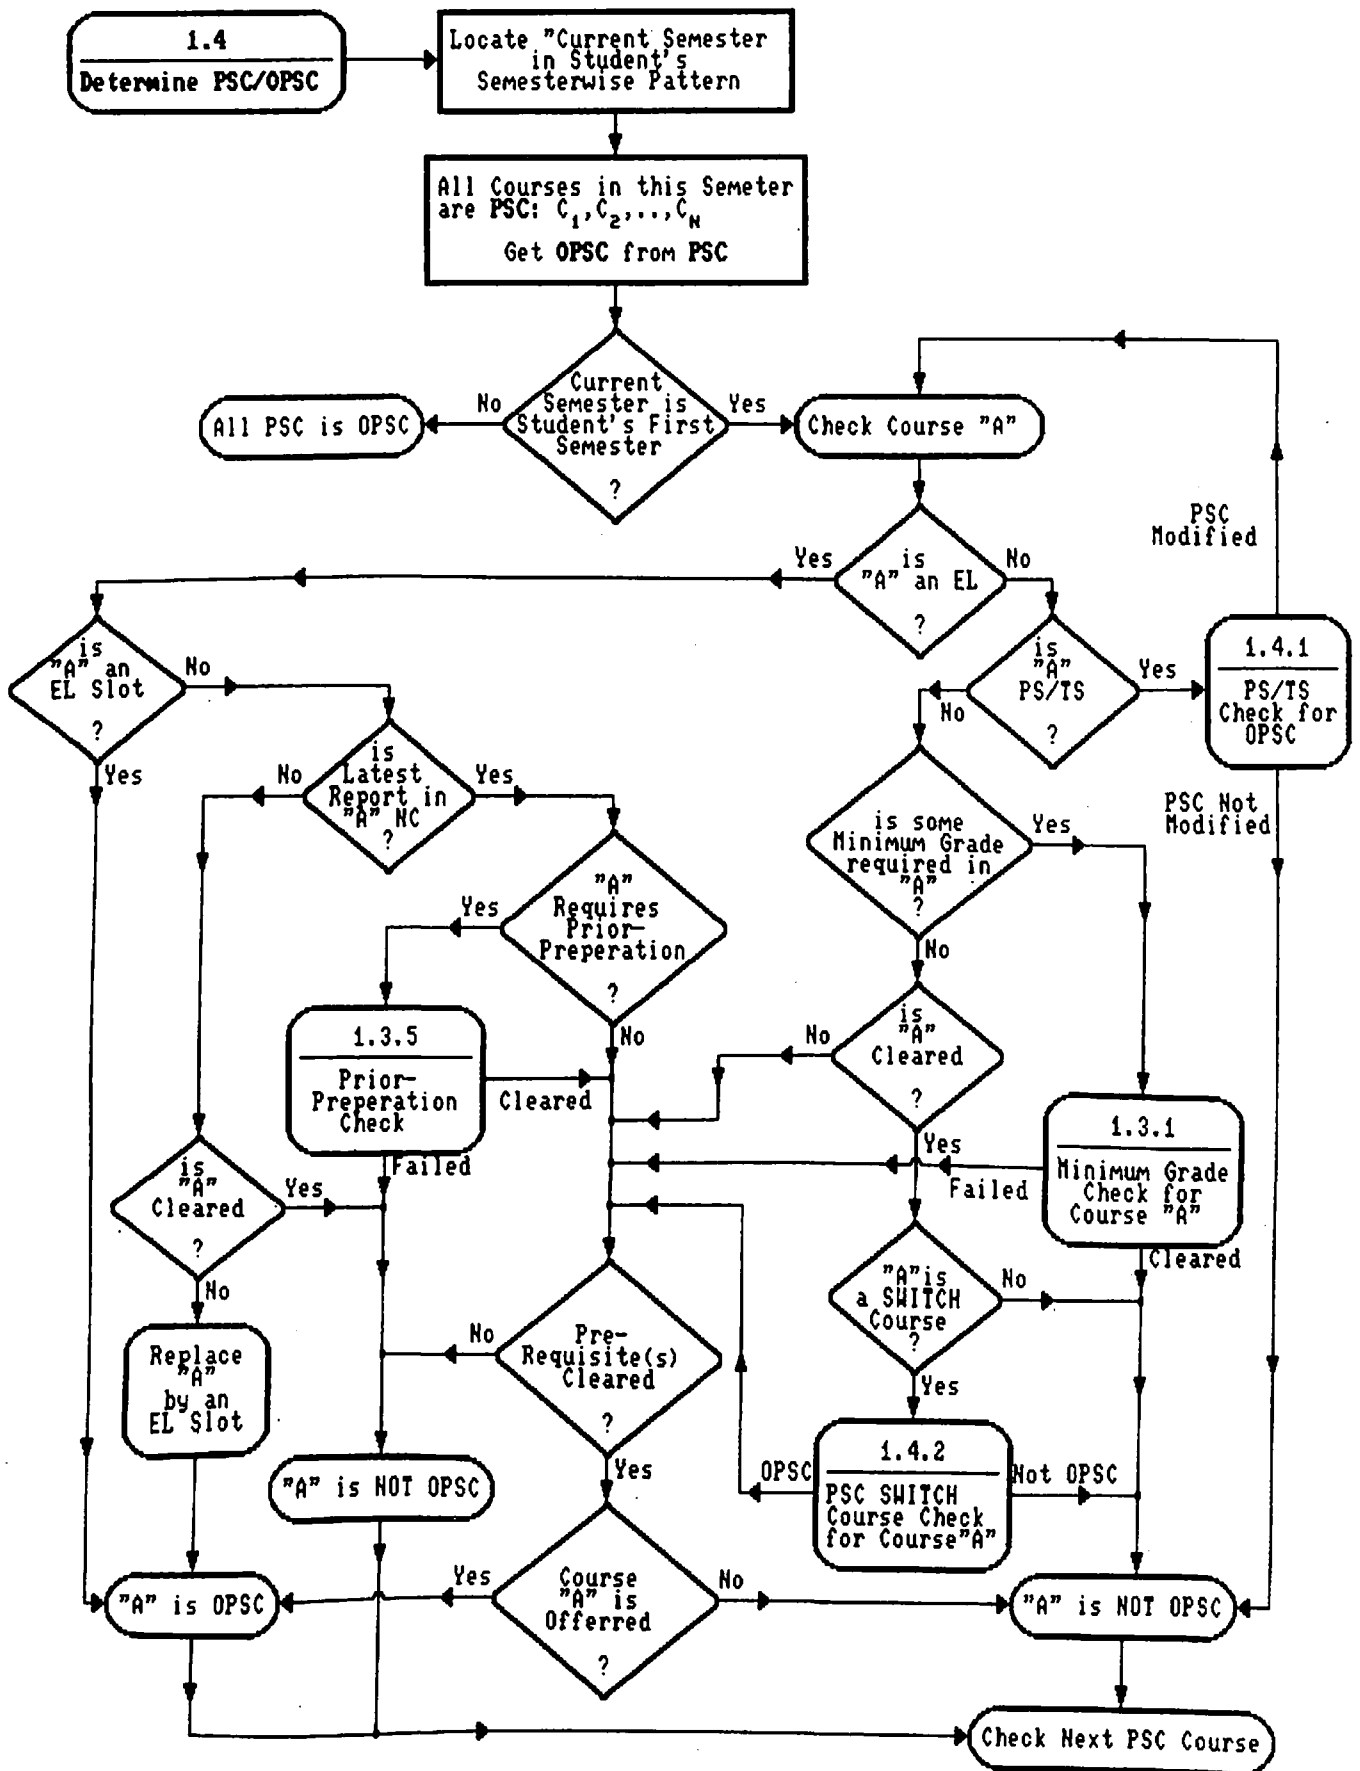 1.4
Determine PSC/OPSC
Locate "Current Semester
in Student's
Semesterwise Pattern
All Courses in this Semeter
are PSC: C1,C2,..,CN
Get OPSC from PSC
Current
Semester is
Student's First
Semester
?
No
Yes
All PSC is OPSC
Check Course "A"
PSC
Modified
is
"A" an EL
?
Yes
No
is
"A" an
EL Slot
?
No
Yes
is
"A"
PS/TS
?
Yes
No
1.4.1
PS/TS
Check for
OPSC
PSC Not
Modified
is
Latest
Report in
"A" NC
?
No
Yes
is some
Minimum Grade
required in
"A"
?
Yes
No
"A"
Requires
Prior-
Preperation
?
Yes
No
is
"A"
Cleared
?
No
Yes
1.3.5
Prior-
Preperation
Check
Cleared
Failed
1.3.1
Minimum Grade
Check for
Course "A"
Failed
Cleared
is
"A"
Cleared
?
Yes
No
"A" is
a SWITCH
Course
?
No
Yes
Pre-
Requisite(s)
Cleared
?
No
Yes
Replace
"A"
by an
EL Slot
1.4.2
PSC SWITCH
Course Check
for Course"A"
OPSC
Not OPSC
"A" is NOT OPSC
Course
"A" is
Offerred
?
Yes
No
"A" is OPSC
"A" is NOT OPSC
Check Next PSC Course